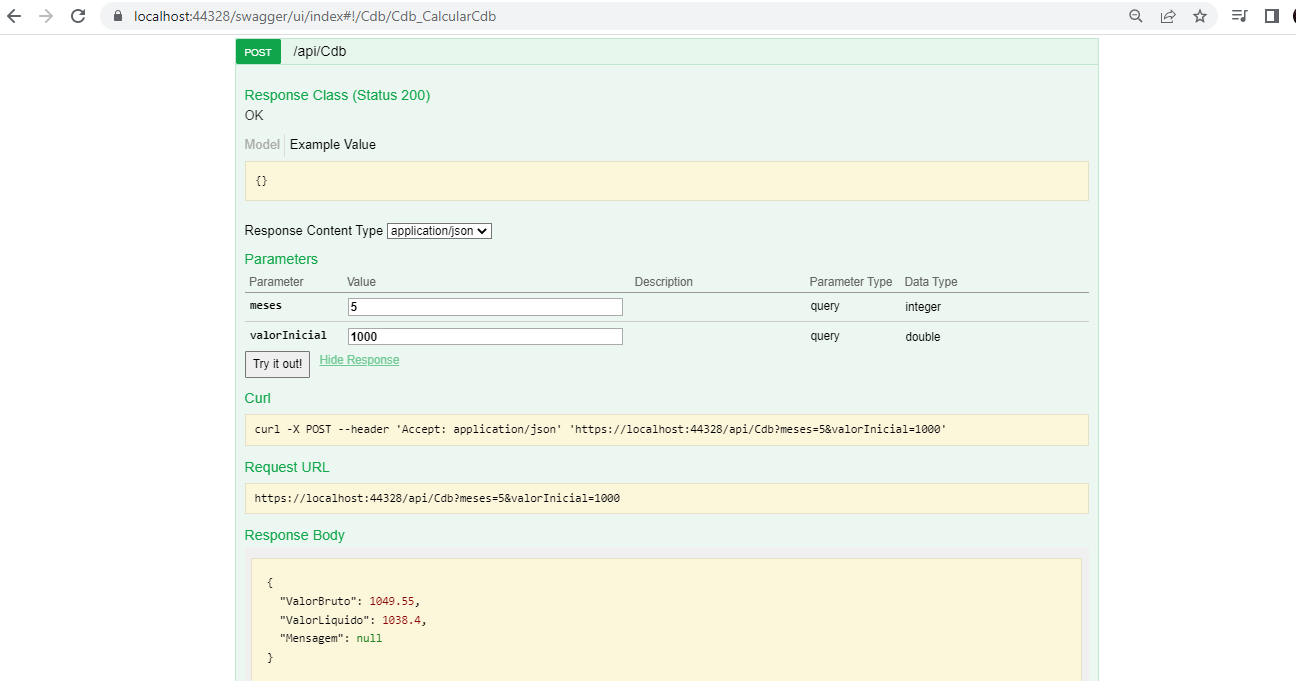 localhost:44328/swagger/ui/index#!/Cdb/Cdb_CalcularCdb
POST /api/Cdb
Response Class (Status 200)
OK
Model Example Value
{}
Response Content Type application/json
Parameters
Parameter Value Description Parameter Type Data Type
meses 5 query integer
valorInicial 1000 query double
Try it out! Hide Response
Curl
curl -X POST --header 'Accept: application/json' 'https://localhost:44328/api/Cdb?meses=5&valorInicial=1000'
Request URL
https://localhost:44328/api/Cdb?meses=5&valorInicial=1000
Response Body
{
"ValorBruto": 1049.55,
"ValorLiquido": 1038.4,
"Mensagem": null
}